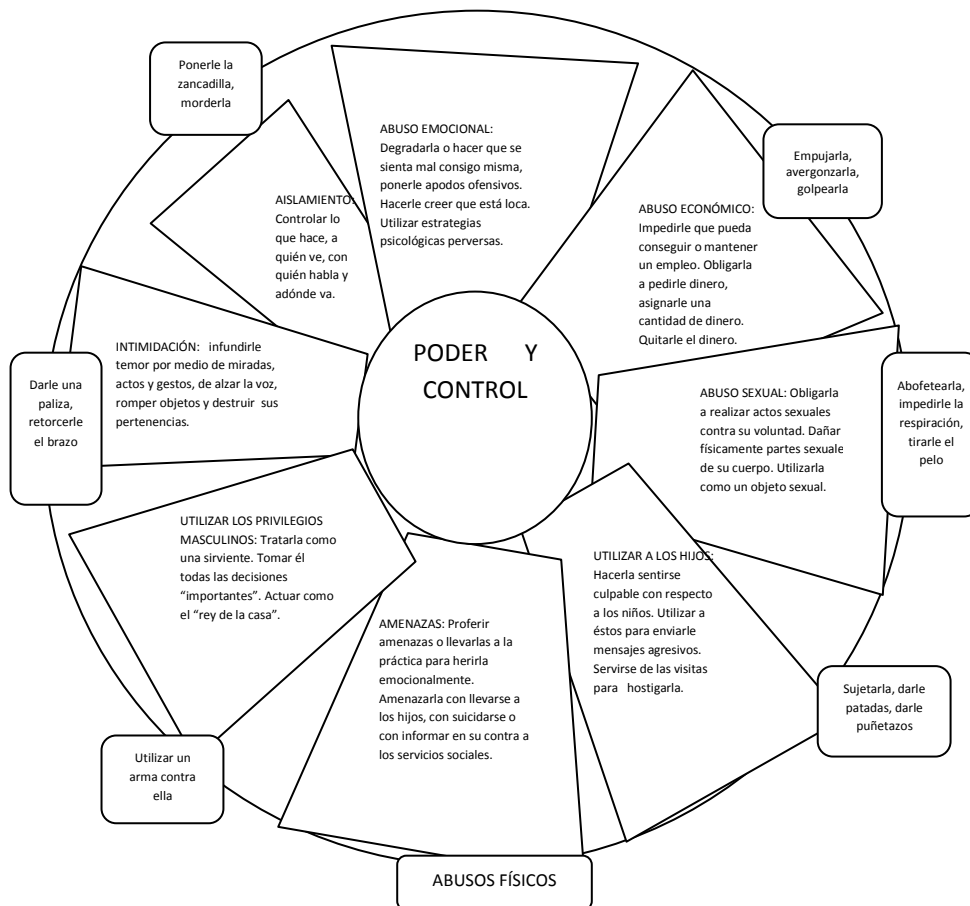 Ponerle la
zancadilla,
morderla
ABUSO EMOCIONAL:
Degradarla o hacer que se
sienta mal consigo misma,
ponerle apodos ofensivos.
Hacerle creer que está loca.
Utilizar estrategias
psicológicas perversas.
Empujarla,
avergonzarla,
golpearla
AISLAMIENTO:
Controlar lo
que hace, a
quién ve, con
quién habla y
adónde va.
ABUSO ECONÓMICO:
Impedirle que pueda
conseguir o mantener
un empleo. Obligarla
a pedirle dinero,
asignarle una
cantidad de dinero.
Quitarle el dinero.
INTIMIDACIÓN: infundirle
temor por medio de miradas,
actos y gestos, de alzar la voz,
romper objetos y destruir sus
pertenencias.
PODER Y
CONTROL
Darle una
paliza,
retorcerle
el brazo
ABUSO SEXUAL: Obligarla
a realizar actos sexuales
contra su voluntad. Dañar
físicamente partes sexuale
de su cuerpo. Utilizarla
como un objeto sexual.
Abofetearla,
impedirle la
respiración,
tirarle el
pelo
UTILIZAR LOS PRIVILEGIOS
MASCULINOS: Tratarla como
una sirviente. Tomar él
todas las decisiones
“importantes”. Actuar como
el “rey de la casa”.
UTILIZAR A LOS HIJOS:
Hacerla sentirse
culpable con respecto
a los niños. Utilizar a
éstos para enviarle
mensajes agresivos.
Servirse de las visitas
para hostigarla.
AMENAZAS: Proferir
amenazas o llevarlas a la
práctica para herirla
emocionalmente.
Amenazarla con llevarse a
los hijos, con suicidarse o
con informar en su contra a
los servicios sociales.
Sujetarla, darle
patadas, darle
puñetazos
Utilizar un
arma contra
ella
ABUSOS FÍSICOS